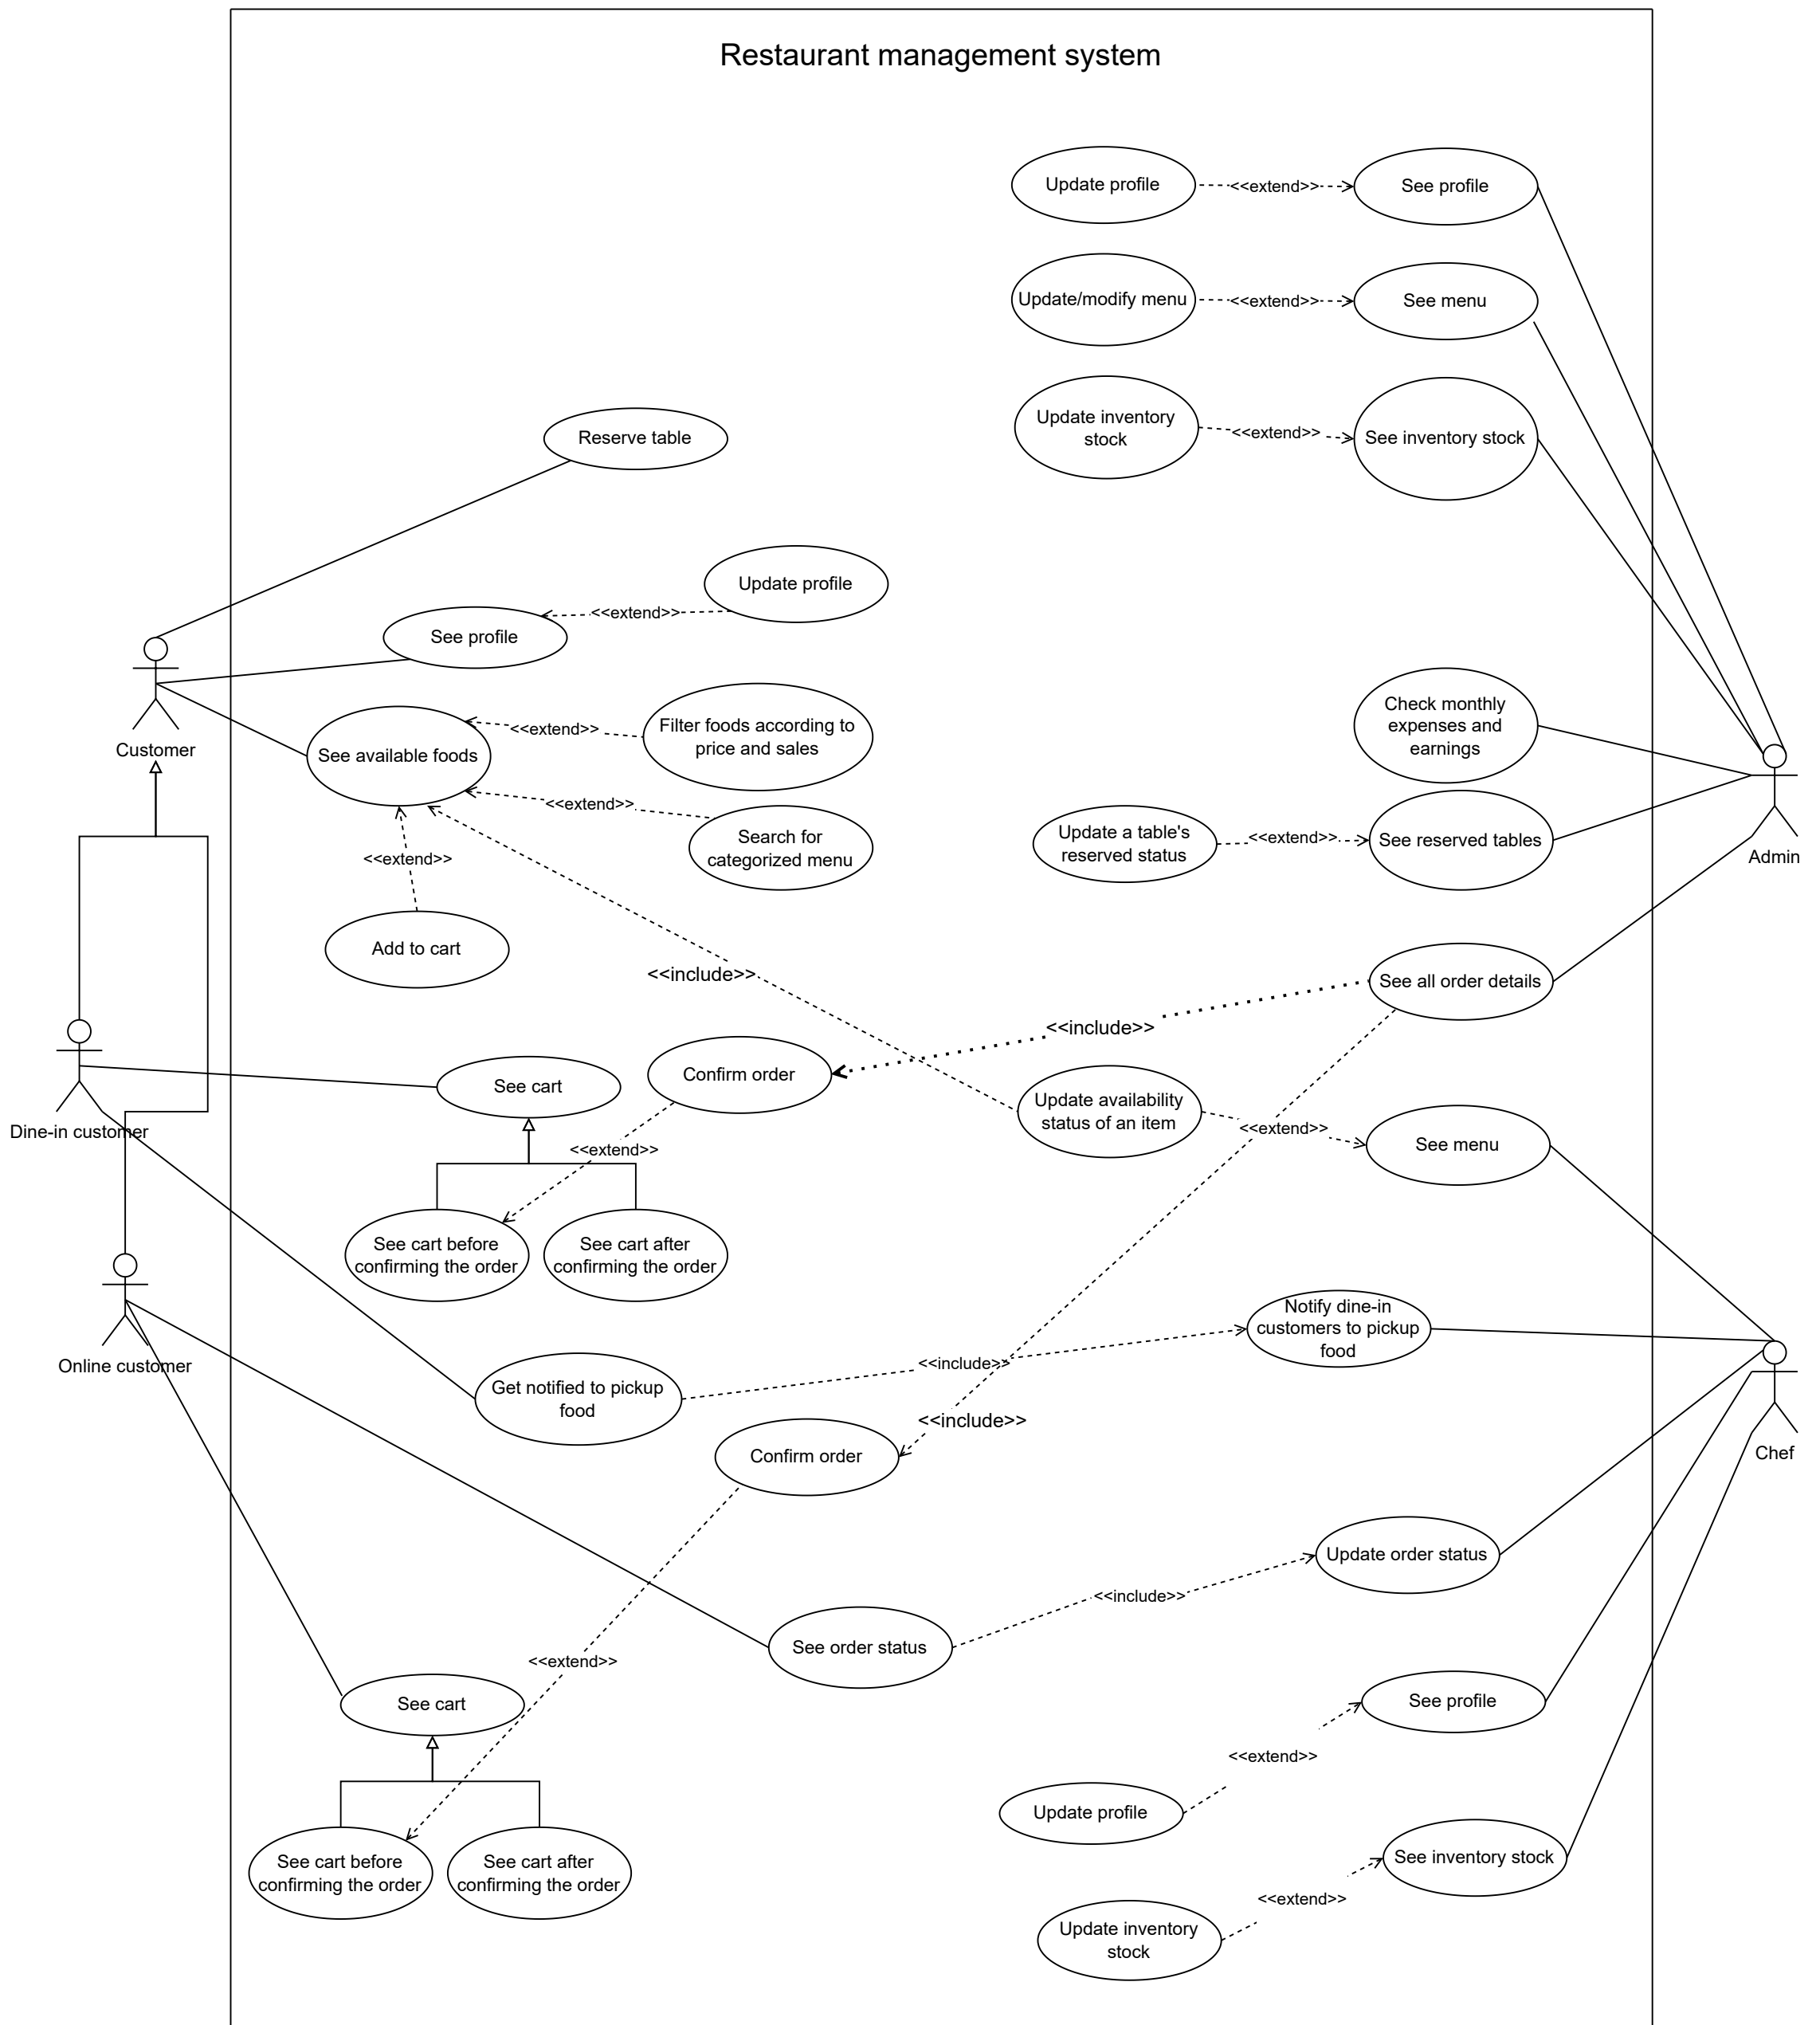 Restaurant management system
Update profile
<<extend>>
See profile
Update/modify menu
<<extend>>
See menu
Update inventory
stock
<<extend>>
See inventory stock
Reserve table
Update profile
<<extend>>
See profile
Customer
See available foods
<<extend>>
Filter foods according to
price and sales
<<extend>>
Search for
categorized menu
<<extend>>
Add to cart
Check monthly
expenses and
earnings
Update a table's
reserved status
<<extend>>
See reserved tables
Admin
<<include>>
See all order details
<<include>>
Dine-in customer
See cart
Confirm order
<<extend>>
Update availability
status of an item
<<extend>>
See menu
See cart before
confirming the order
See cart after
confirming the order
Online customer
Notify dine-in
customers to pickup
food
<<include>>
Get notified to pickup
food
<<include>>
Confirm order
Chef
Update order status
<<include>>
See order status
<<extend>>
See cart
See profile
<<extend>>
Update profile
See cart before
confirming the order
See cart after
confirming the order
See inventory stock
<<extend>>
Update inventory
stock